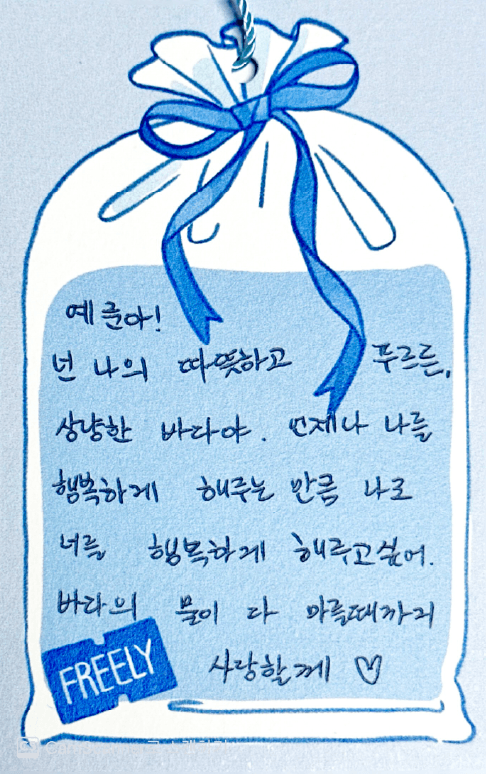 예준아!
넌 나의 따뜻하고 푸르른,
상냥한 바다야. 언제나 나를
행복하게 해주는 만큼 나도
너를 행복하게 해주고싶어.
바다의 물이 다 마를때까지
사랑할게 ♡
FREELY